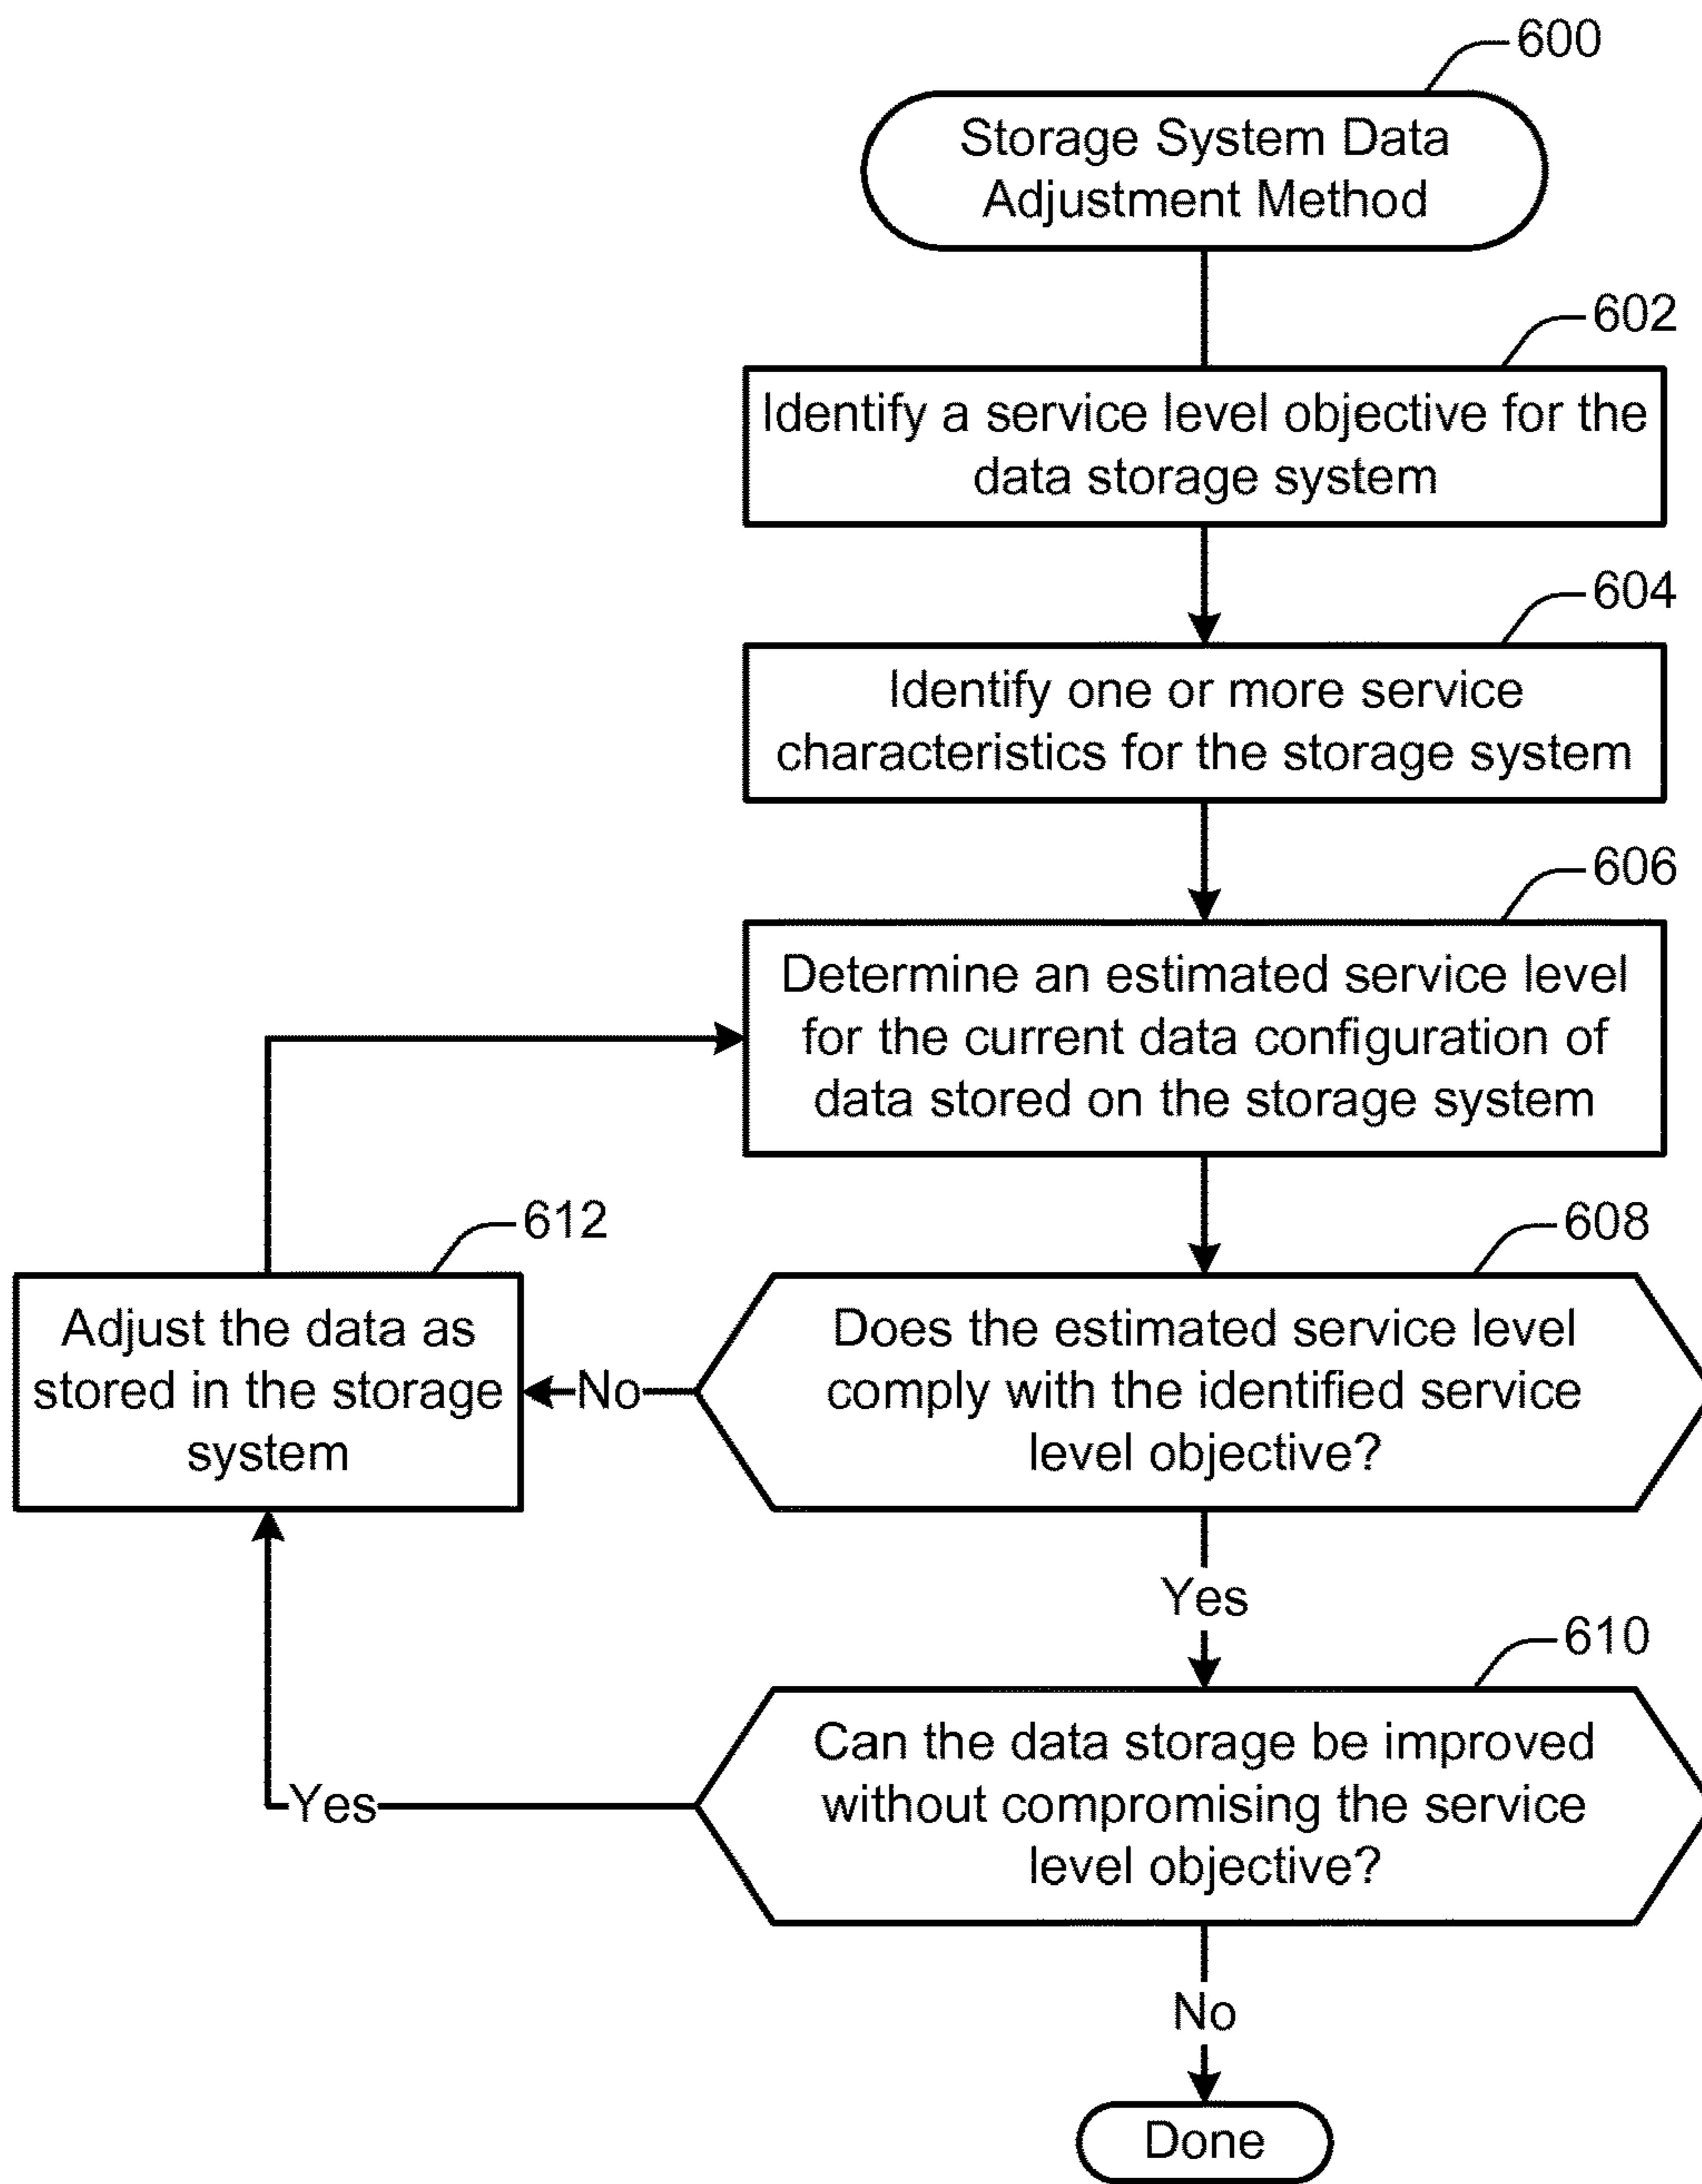 600
Storage System Data
Adjustment Method
602
Identify a service level objective for the
data storage system
604
Identify one or more service
characteristics for the storage system
606
Determine an estimated service level
for the current data configuration of
data stored on the storage system
612
Adjust the data as
stored in the storage
system
No
608
Does the estimated service level
comply with the identified service
level objective?
Yes
610
Can the data storage be improved
without compromising the service
level objective?
Yes
No
Done